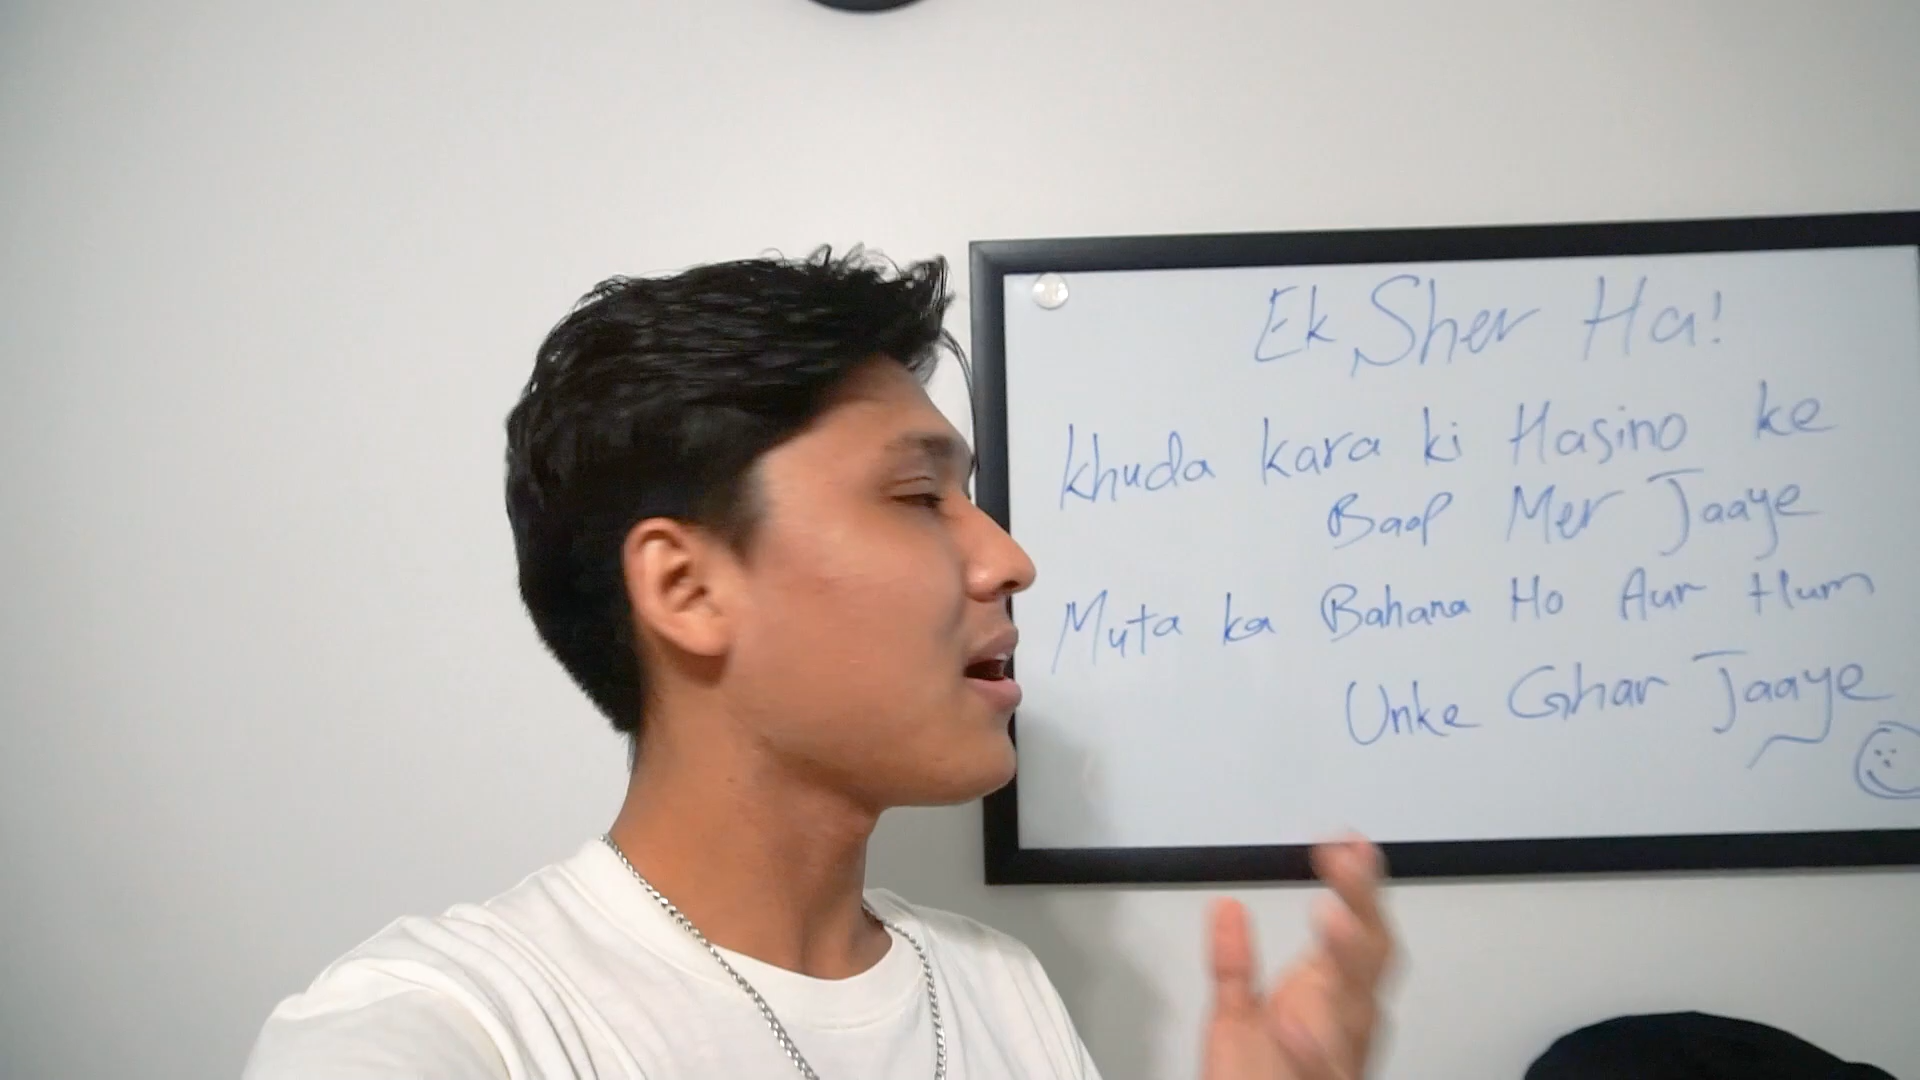 Ek Sher Ha!
Khuda kara ki Hasino ke
Baap Mer Jaaye
Muta ka Bahana Ho Aur Hum
Unke Ghar Jaaye